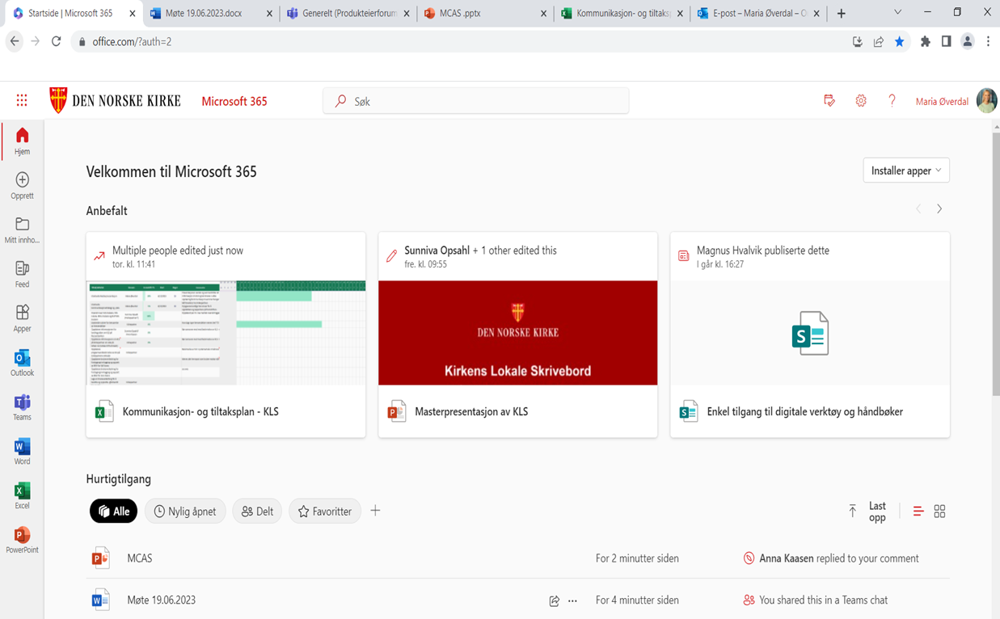 Startside | Microsoft 365
Møte 19.06.2023.docx
Generelt (Produkteierforum
MCAS .pptx
Kommunikasjon- og tiltaksp
E-post – Maria Øverdal – O
office.com/?auth=2
DEN NORSKE KIRKE
Microsoft 365
Søk
Maria Øverdal
Hjem
Opprett
Mitt innho...
Feed
Apper
Outlook
Teams
Word
Excel
PowerPoint
Velkommen til Microsoft 365
Installer apper
Anbefalt
Multiple people edited just now
tor. kl. 11:41
Kommunikasjon- og tiltaksplan - KLS
Sunniva Opsahl + 1 other edited this
fre. kl. 09:55
DEN NORSKE KIRKE
Kirkens Lokale Skrivebord
Masterpresentasjon av KLS
Magnus Hvalvik publiserte dette
I går kl. 16:27
Enkel tilgang til digitale verktøy og håndbøker
Hurtigtilgang
Alle
Nylig åpnet
Delt
Favoritter
Last
opp
MCAS
For 2 minutter siden
Anna Kaasen replied to your comment
Møte 19.06.2023
For 4 minutter siden
You shared this in a Teams chat